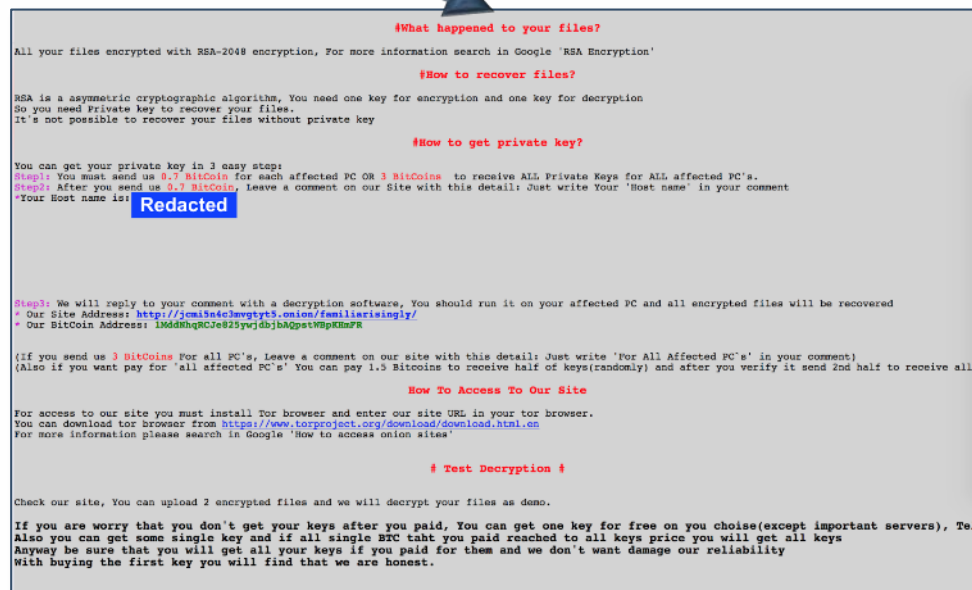 #What happened to your files?
All your files encrypted with RSA-2048 encryption, For more information search in Google 'RSA Encryption'
#How to recover files?
RSA is a asymmetric cryptographic algorithm, You need one key for encryption and one key for decryption
So you need Private key to recover your files.
It's not possible to recover your files without private key
#How to get private key?
You can get your private key in 3 easy step:
Step1: You must send us 0.7 BitCoin for each affected PC OR 3 BitCoins to receive ALL Private Keys for ALL affected PC's.
Step2: After you send us 0.7 BitCoin, Leave a comment on our Site with this detail: Just write Your 'Host name' in your comment
*Your Host name is: Redacted
Step3: We will reply to your comment with a decryption software, You should run it on your affected PC and all encrypted files will be recovered
* Our Site Address: http://jcmi5n4c3mvgtyt5.onion/familiarisingly/
* Our BitCoin Address: 1MddNhqRCJe825ywjdbjbAQpstWBpKHmFR
(If you send us 3 BitCoins For all PC's, Leave a comment on our site with this detail: Just write 'For All Affected PC's' in your comment)
(Also if you want pay for 'all affected PC's' You can pay 1.5 Bitcoins to receive half of keys(randomly) and after you verify it send 2nd half to receive all
How To Access To Our Site
For access to our site you must install Tor browser and enter our site URL in your tor browser.
You can download tor browser from https://www.torproject.org/download/download.html.en
For more information please search in Google 'How to access onion sites'
# Test Decryption #
Check our site, You can upload 2 encrypted files and we will decrypt your files as demo.
If you are worry that you don't get your keys after you paid, You can get one key for free on you choise(except important servers), Te
Also you can get some single key and if all single BTC taht you paid reached to all keys price you will get all keys
Anyway be sure that you will get all your keys if you paid for them and we don't want damage our reliability
With buying the first key you will find that we are honest.